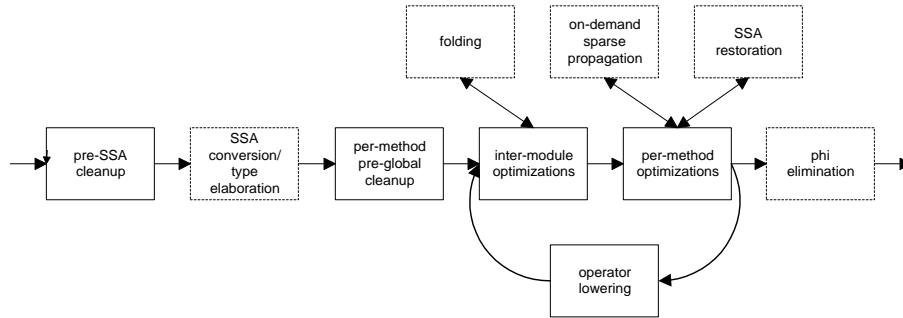 folding
on-demand
sparse
propagation
SSA
restoration
pre-SSA
cleanup
SSA
conversion/
type
elaboration
per-method
pre-global
cleanup
inter-module
optimizations
per-method
optimizations
phi
elimination
operator
lowering